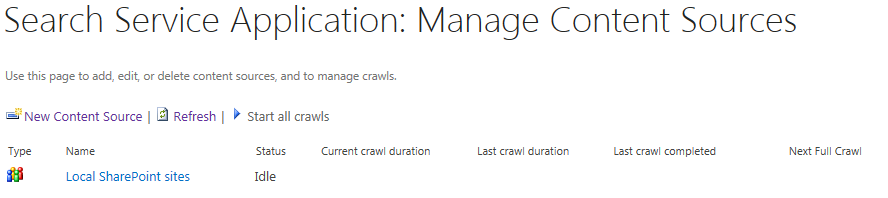 Search Service Application: Manage Content Sources
Use this page to add, edit, or delete content sources, and to manage crawls.
New Content Source | Refresh | Start all crawls
Type Name Status Current crawl duration Last crawl duration Last crawl completed Next Full Crawl
Local SharePoint sites Idle